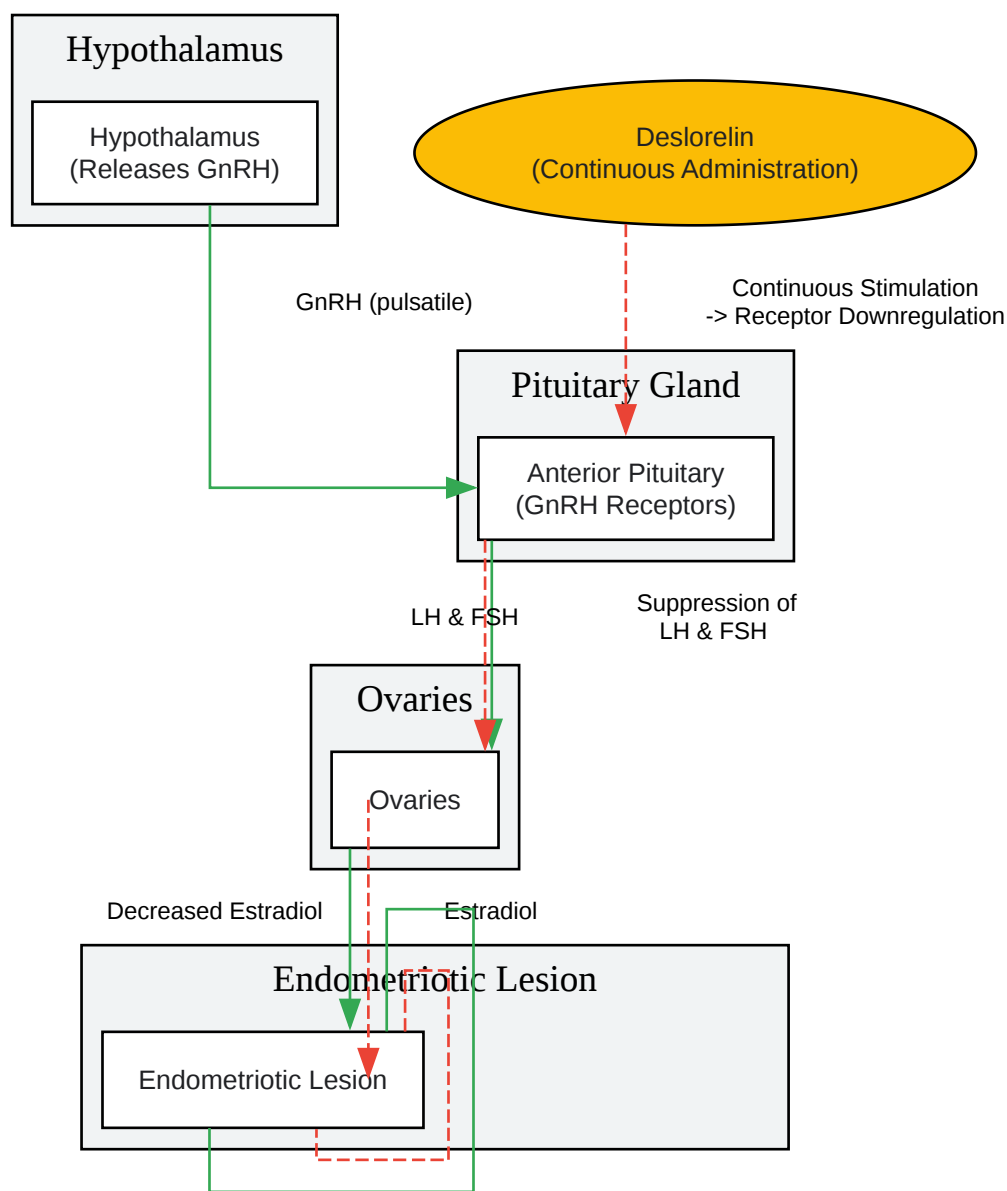 Hypothalamus
Hypothalamus
(Releases GnRH)
Deslorelin
(Continuous Administration)
GnRH (pulsatile)
Continuous Stimulation
-> Receptor Downregulation
Pituitary Gland
Anterior Pituitary
(GnRH Receptors)
LH & FSH
Suppression of
LH & FSH
Ovaries
Ovaries
Decreased Estradiol
Estradiol
Endometriotic Lesion
Endometriotic Lesion